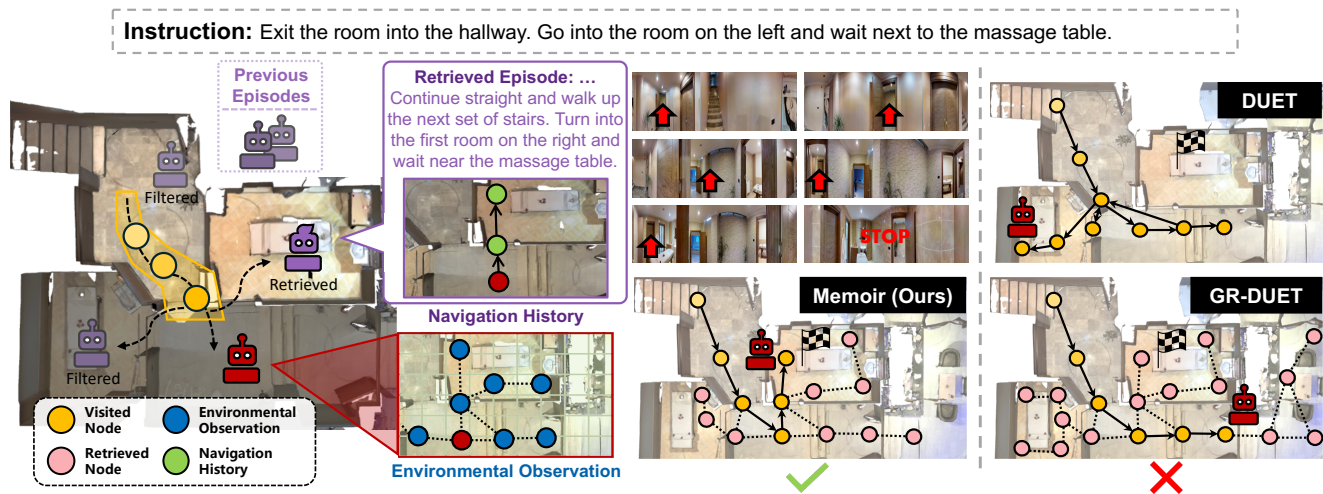 Instruction: Exit the room into the hallway. Go into the room on the left and wait next to the massage table.
Previous
Episodes
Filtered
Retrieved
Filtered
Visited
Node
Environmental
Observation
Retrieved
Node
Navigation
History
Retrieved Episode: ...
Continue straight and walk up
the next set of stairs. Turn into
the first room on the right and
wait near the massage table.
Navigation History
Environmental Observation
STOP
Memoir (Ours)
DUET
GR-DUET